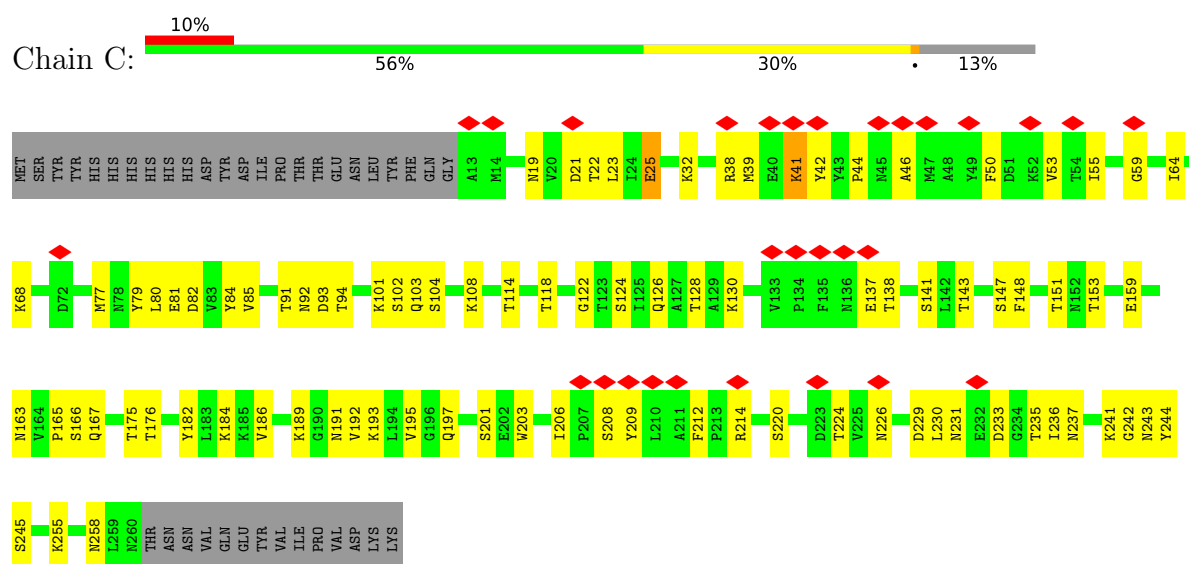 10%
Chain C:
56% 30% • 13%
MET SER TYR TYR HIS HIS HIS HIS HIS HIS ASP TYR ASP ILE PRO THR THR GLU ASN LEU TYR PHE GLN GLY A13 M14 N19 V20 D21 T22 L23 I24 E25 K32 R38 M39 E40 K41 Y42 Y43 P44 N45 A46 M47 A48 Y49 F50 D51 K52 V53 T54 I55 G59 I64
K68 D72 M77 N78 Y79 L80 E81 D82 V83 Y84 V85 T91 N92 D93 T94 K101 S102 Q103 S104 K108 T114 T118 G122 T123 S124 I125 Q126 A127 T128 A129 K130 V133 P134 F135 N136 E137 T138 S141 L142 T143 S147 F148 T151 N152 T153 E159
N163 V164 P165 S166 Q167 T175 T176 Y182 L183 K184 K185 V186 K189 G190 N191 V192 K193 L194 V195 G196 Q197 S201 E202 W203 I206 P207 S208 Y209 L210 A211 F212 P213 R214 S220 D223 T224 V225 N226 D229 L230 N231 E232 D233 G234 T235 I236 N237 K241 G242 N243 Y244
S245 K255 N258 L259 N260 THR ASN ASN VAL GLN GLU TYR VAL ILE PRO VAL ASP LYS LYS